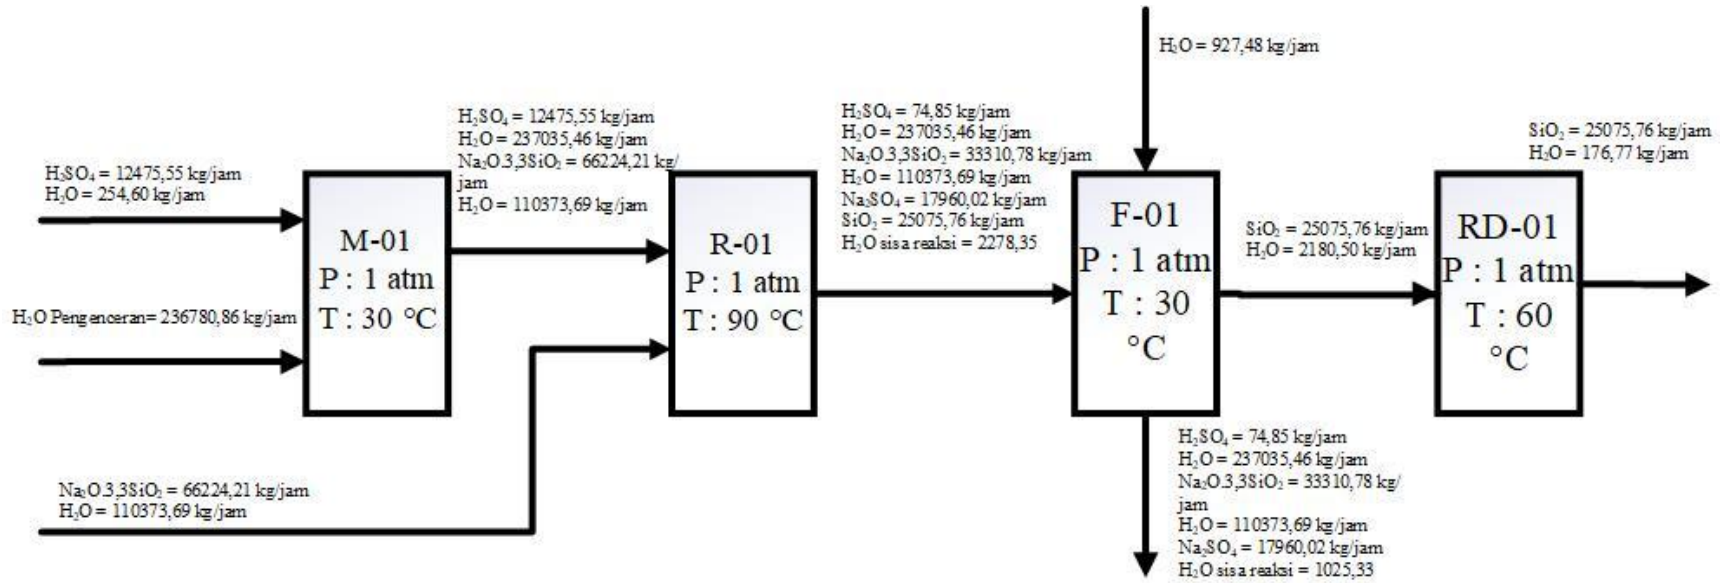 H₂O = 927,48 kg/jam
H₂SO₄ = 12475,55 kg/jam
H₂O = 254,60 kg/jam
H₂O Pengenceran= 236780,86 kg/jam
M-01
P : 1 atm
T : 30 °C
H₂SO₄ = 12475,55 kg/jam
H₂O = 237035,46 kg/jam
Na₂O.3,3SiO₂ = 66224,21 kg/
jam
H₂O = 110373,69 kg/jam
Na₂O.3,3SiO₂ = 66224,21 kg/jam
H₂O = 110373,69 kg/jam
R-01
P : 1 atm
T : 90 °C
H₂SO₄ = 74,85 kg/jam
H₂O = 237035,46 kg/jam
Na₂O.3,3SiO₂ = 33310,78 kg/jam
H₂O = 110373,69 kg/jam
Na₂SO₄ = 17960,02 kg/jam
SiO₂ = 25075,76 kg/jam
H₂O sisa reaksi = 2278,35
F-01
P : 1 atm
T : 30
°C
H₂SO₄ = 74,85 kg/jam
H₂O = 237035,46 kg/jam
Na₂O.3,3SiO₂ = 33310,78 kg/
jam
H₂O = 110373,69 kg/jam
Na₂SO₄ = 17960,02 kg/jam
H₂O sisa reaksi = 1025,33
SiO₂ = 25075,76 kg/jam
H₂O = 2180,50 kg/jam
RD-01
P : 1 atm
T : 60
°C
SiO₂ = 25075,76 kg/jam
H₂O = 176,77 kg/jam